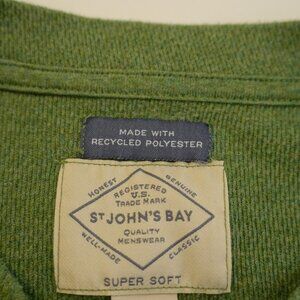 MADE WITH
RECYCLED POLYESTER
HONEST
GENUINE
REGISTERED
U.S.
TRADE MARK
ST JOHN'S BAY
QUALITY
MENSWEAR
WELL-MADE
CLASSIC
SUPER SOFT